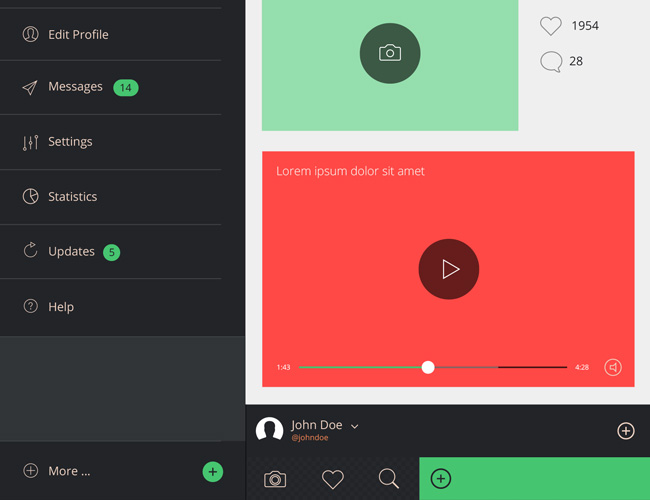 Edit Profile
Messages 14
Settings
Statistics
Updates 5
Help
More ...
1954
28
Lorem ipsum dolor sit amet
1:43
4:28
John Doe
@johndoe